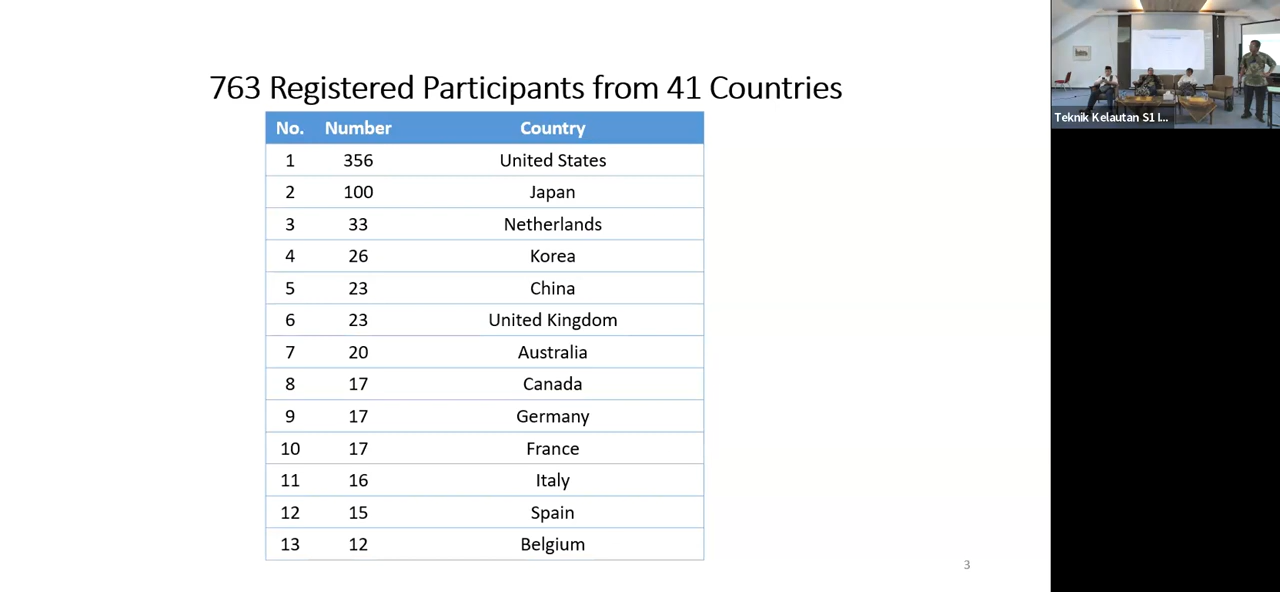 763 Registered Participants from 41 Countries
No. Number Country
1 356 United States
2 100 Japan
3 33 Netherlands
4 26 Korea
5 23 China
6 23 United Kingdom
7 20 Australia
8 17 Canada
9 17 Germany
10 17 France
11 16 Italy
12 15 Spain
13 12 Belgium
3
Teknik Kelautan S1 I...